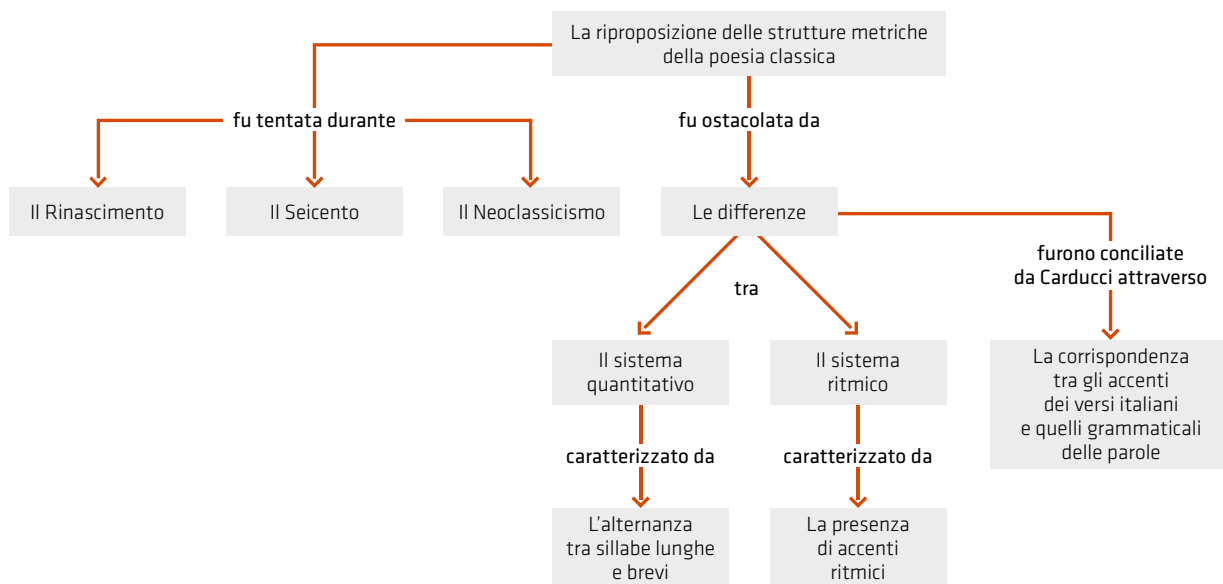 La riproposizione delle strutture metriche
della poesia classica
fu tentata durante
fu ostacolata da
Il Rinascimento
Il Seicento
Il Neoclassicismo
Le differenze
furono conciliate
da Carducci attraverso
tra
Il sistema
quantitativo
Il sistema
ritmico
La corrispondenza
tra gli accenti
dei versi italiani
e quelli grammaticali
delle parole
caratterizzato da
caratterizzato da
L'alternanza
tra sillabe lunghe
e brevi
La presenza
di accenti
ritmici